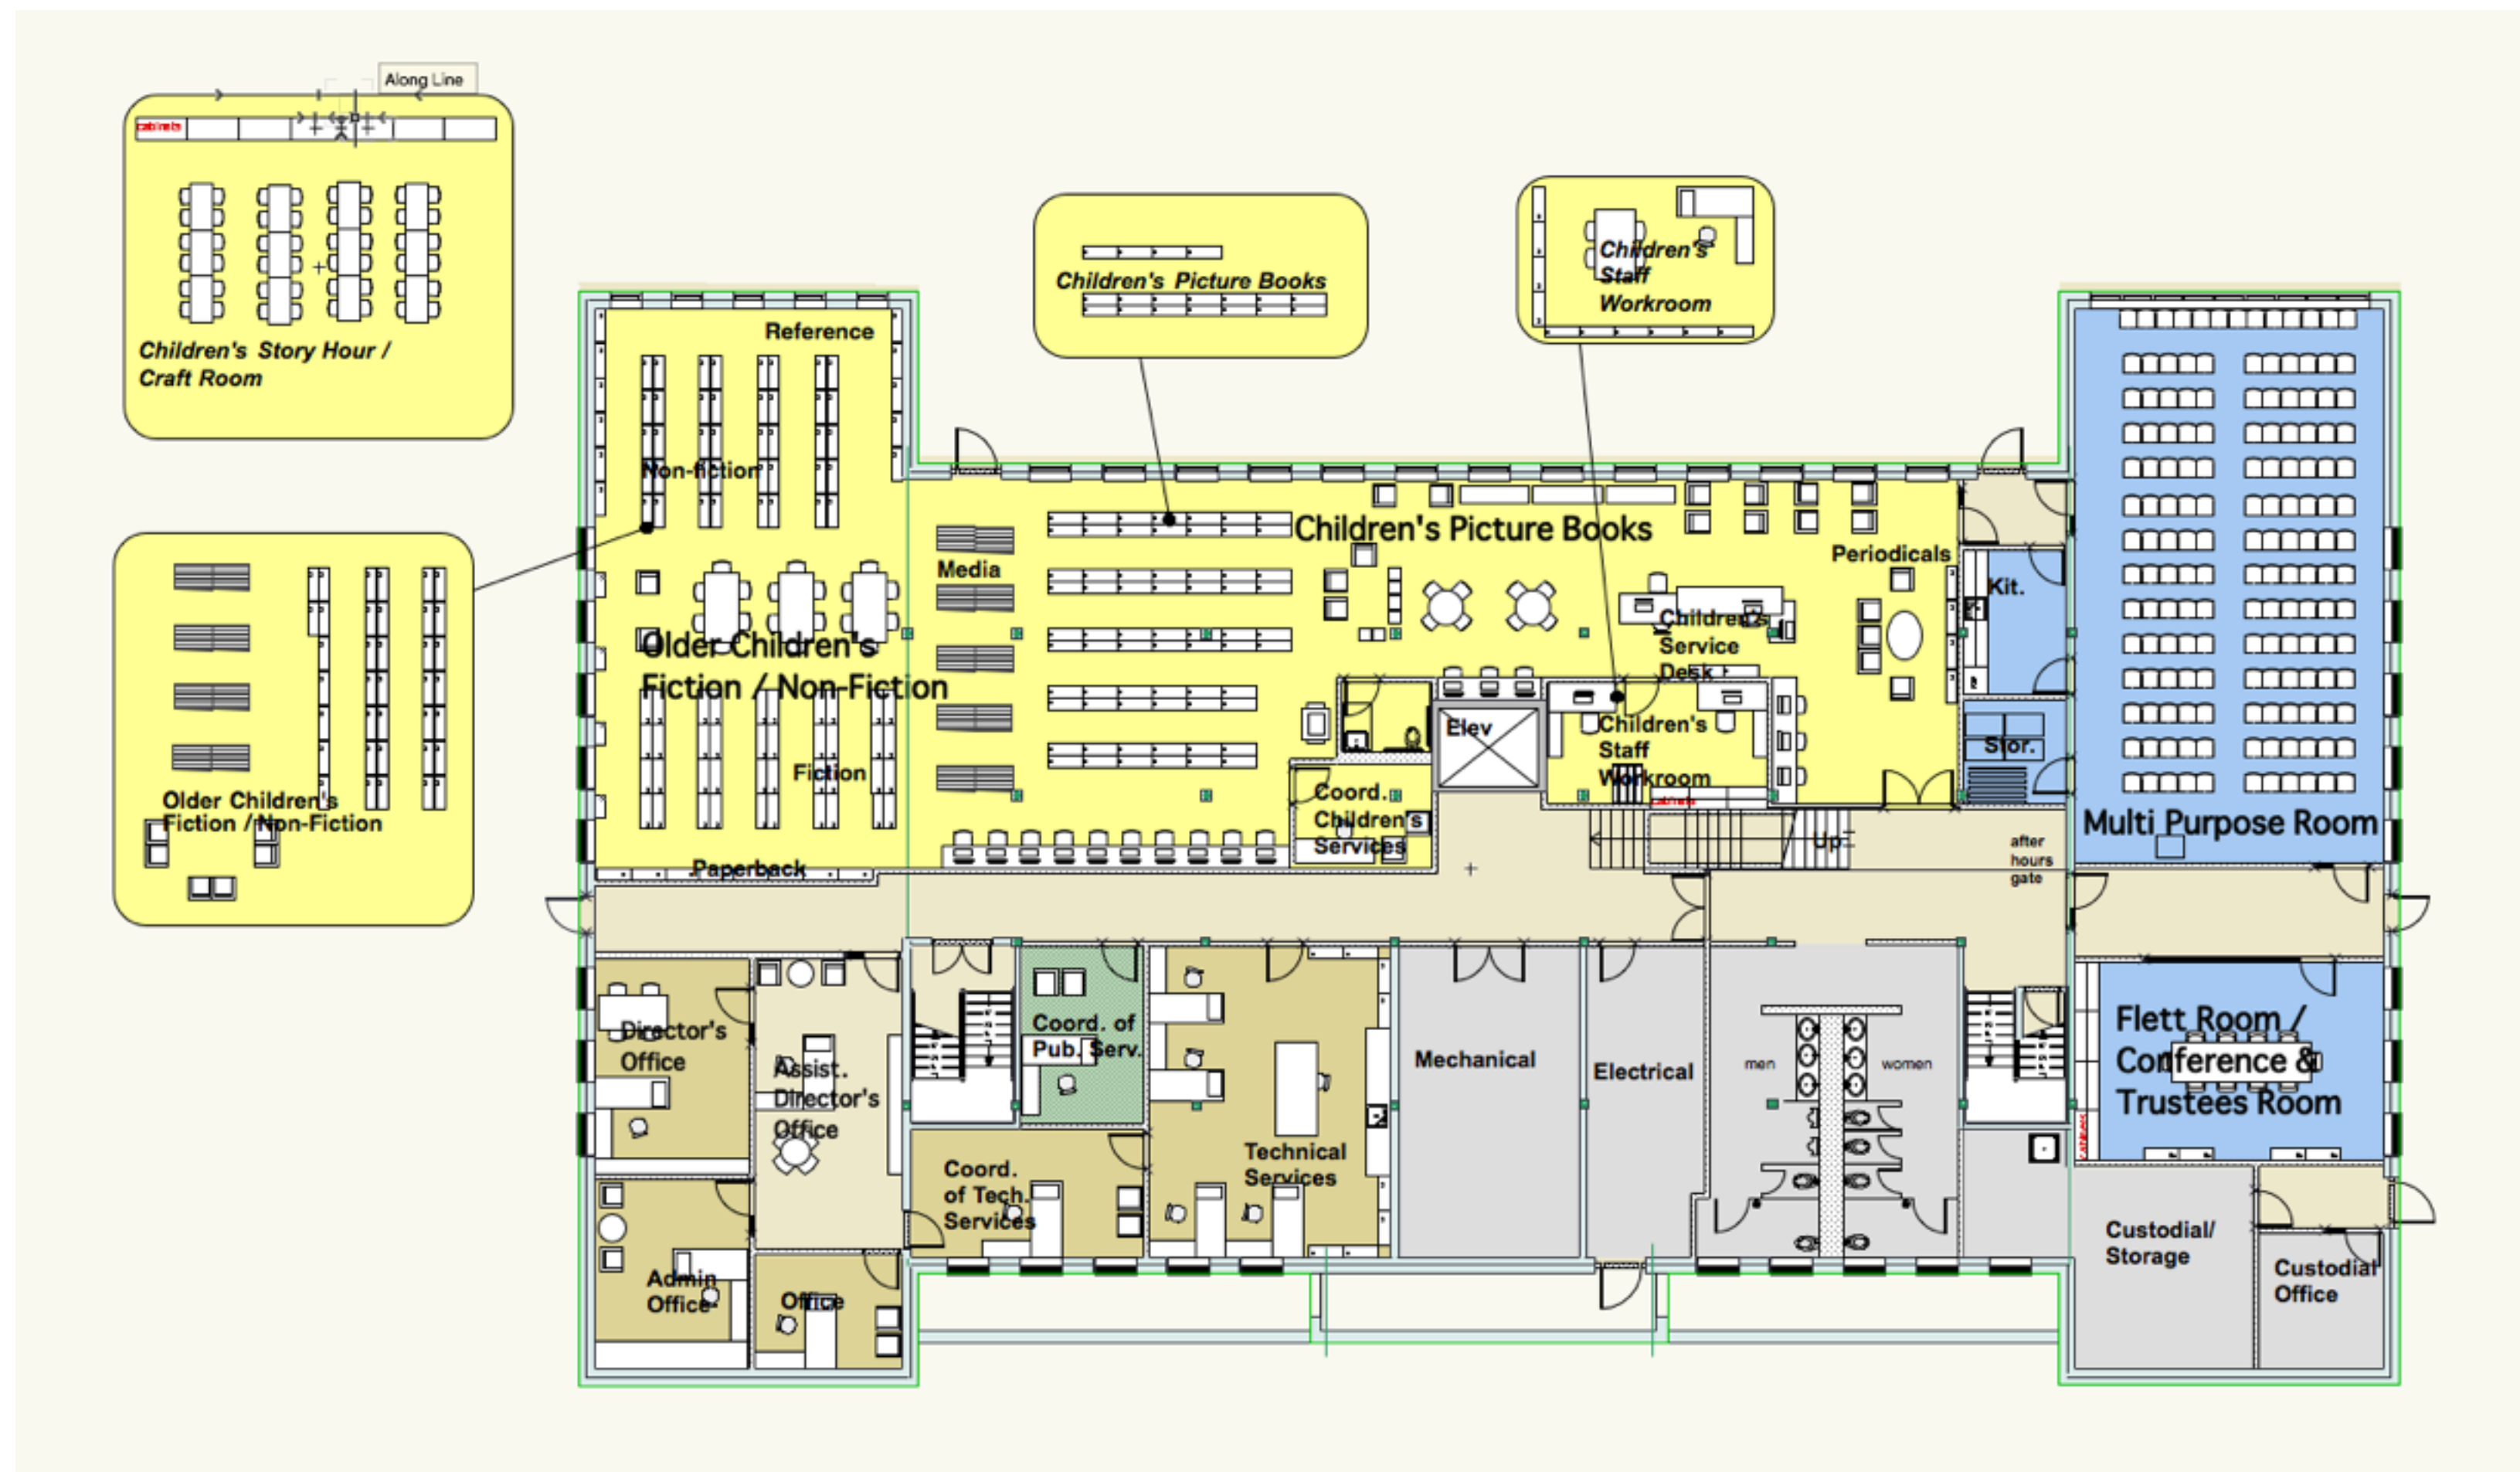 Along Line
cabinets
Children's Story Hour /
Craft Room
Children's Picture Books
Children's
Staff
Workroom
Reference
Non-fiction
Children's Picture Books
Media
Periodicals
Kit.
Older Children's
Fiction / Non-Fiction
Children's
Service
Desk
Elev
Children's
Staff
Workroom
cabinets
Stor.
Fiction
Older Children's
Fiction / Non-Fiction
Coord.
Children's
Services
Up
Multi Purpose Room
after
hours
gate
Paperback
Director's
Office
Assist.
Director's
Office
Coord. of
Pub. Serv.
Mechanical
Electrical
men
women
Flett Room /
Conference &
Trustees Room
cabinets
Technical
Services
Coord.
of Tech.
Services
Admin
Office
Office
Custodial/
Storage
Custodial
Office